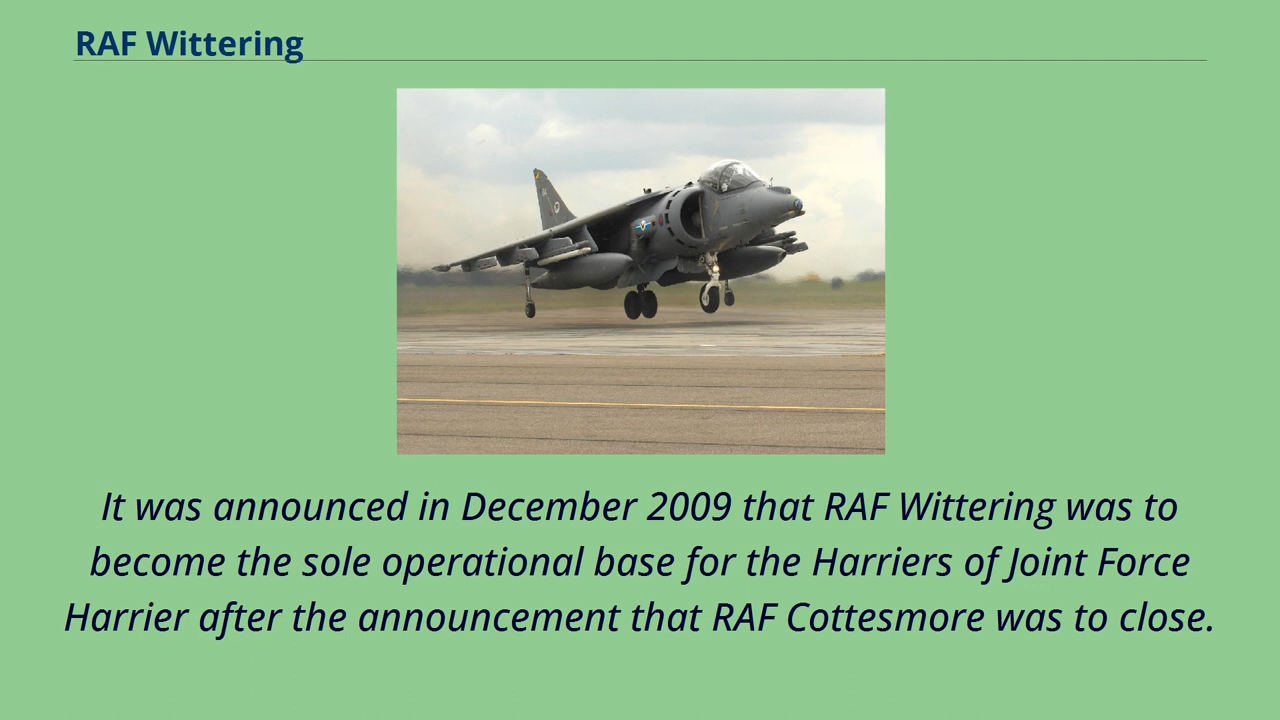 RAF Wittering
It was announced in December 2009 that RAF Wittering was to
become the sole operational base for the Harriers of Joint Force
Harrier after the announcement that RAF Cottesmore was to close.